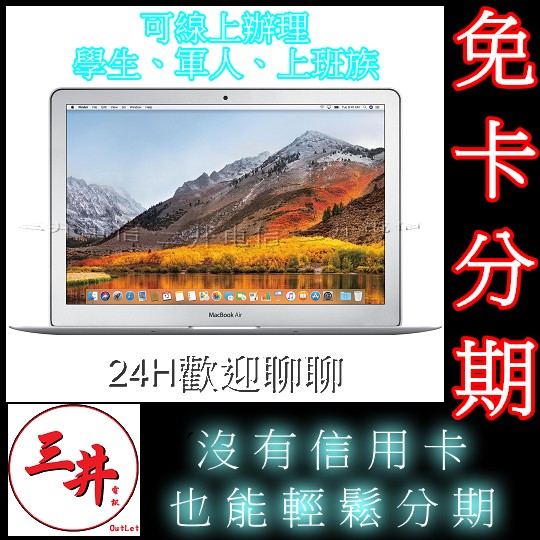 可線上辦理
學生、軍人、上班族
免卡分期
MacBook Air
24H歡迎聊聊
三井
電訊
OutLet
沒有信用卡
也能輕鬆分期